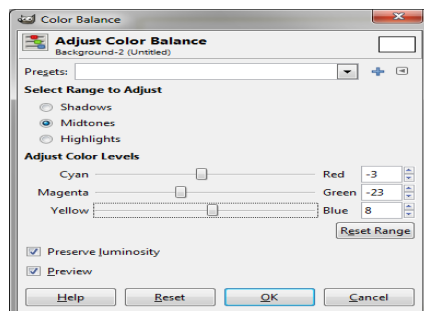 Color Balance
Adjust Color Balance
Background-2 (Untitled)
Presets:
Select Range to Adjust
Shadows
Midtones
Highlights
Adjust Color Levels
Cyan Red -3
Magenta Green -23
Yellow Blue 8
Reset Range
Preserve luminosity
Preview
Help Reset OK Cancel